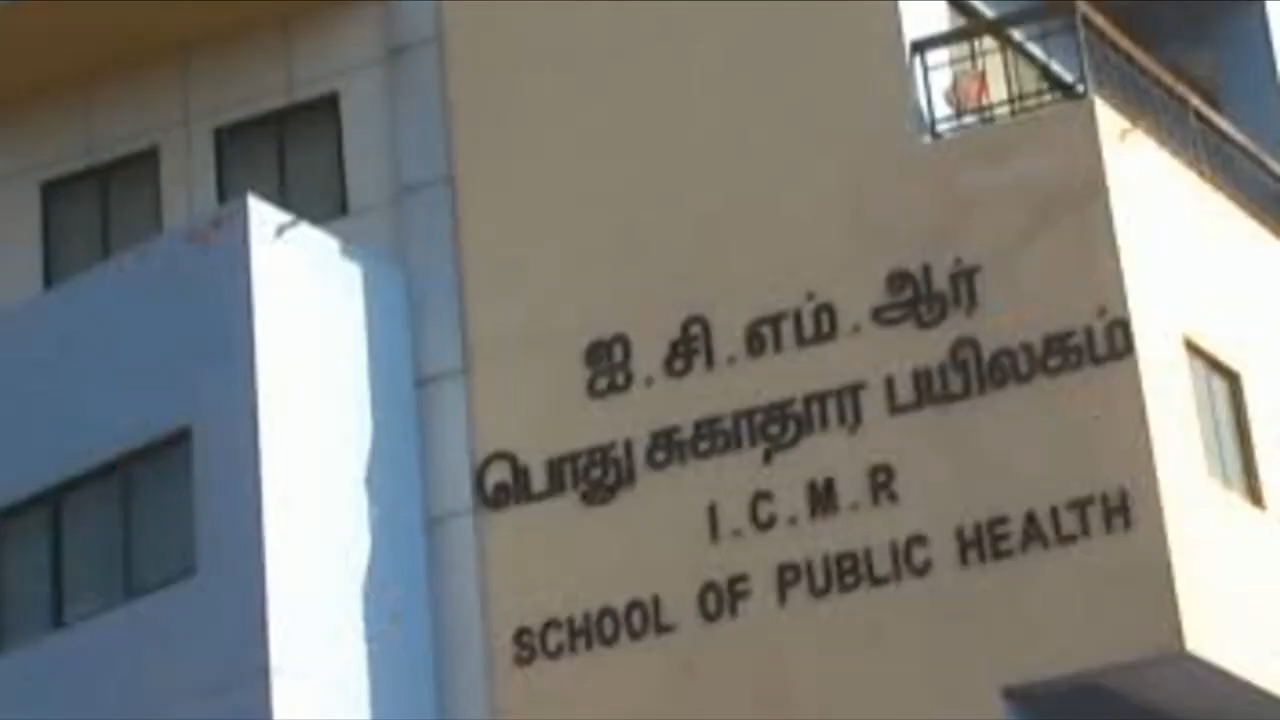 ஐ.சி.எம்.ஆர்
பொது சுகாதார பயிலகம்
I.C.M.R
SCHOOL OF PUBLIC HEALTH